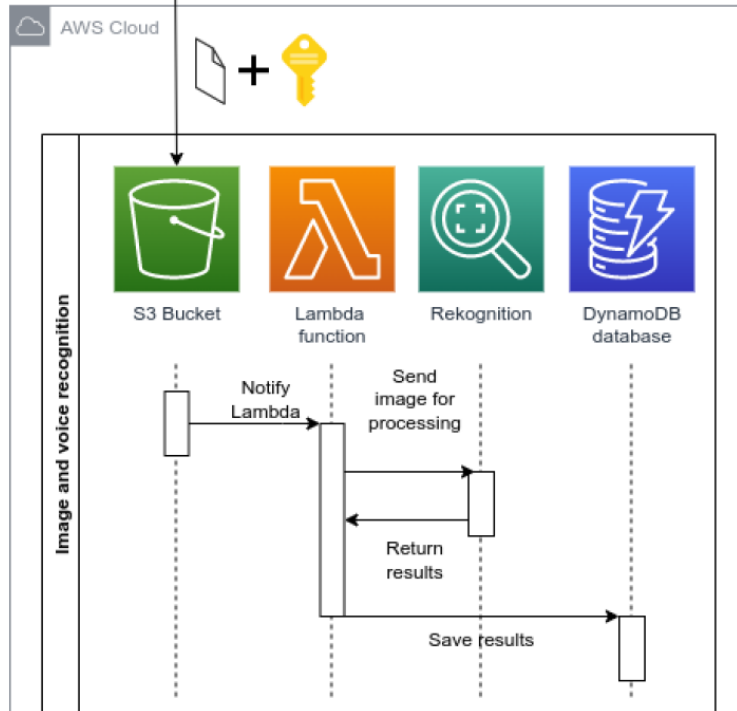 AWS Cloud
+
Image and voice recognition
S3 Bucket
Lambda
function
Rekognition
DynamoDB
database
Notify
Lambda
Send
image for
processing
Return
results
Save results